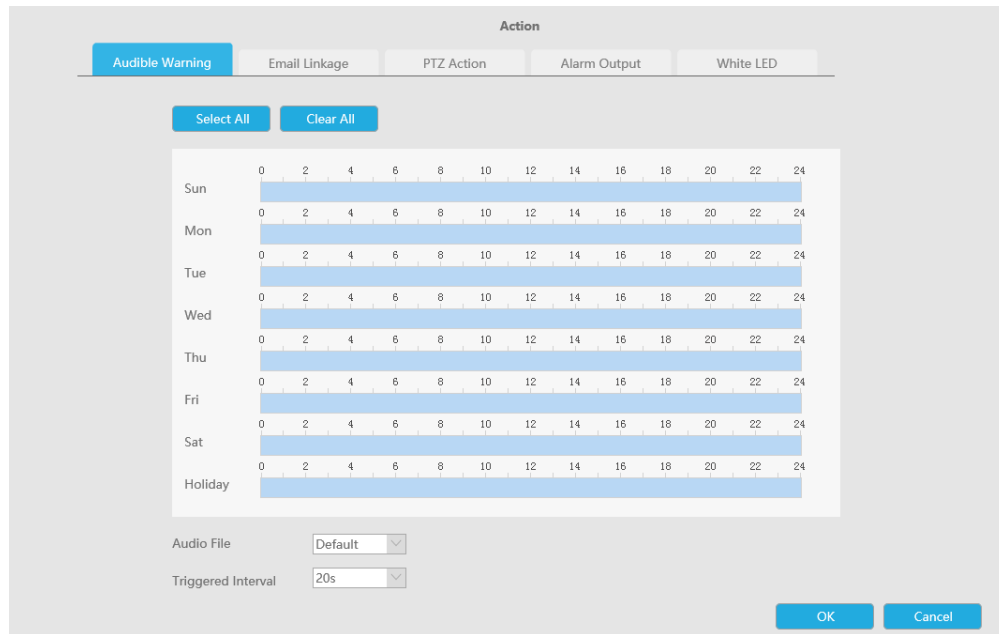 Action
Audible Warning Email Linkage PTZ Action Alarm Output White LED
Select All Clear All
0 2 4 6 8 10 12 14 16 18 20 22 24
Sun
0 2 4 6 8 10 12 14 16 18 20 22 24
Mon
0 2 4 6 8 10 12 14 16 18 20 22 24
Tue
0 2 4 6 8 10 12 14 16 18 20 22 24
Wed
0 2 4 6 8 10 12 14 16 18 20 22 24
Thu
0 2 4 6 8 10 12 14 16 18 20 22 24
Fri
0 2 4 6 8 10 12 14 16 18 20 22 24
Sat
0 2 4 6 8 10 12 14 16 18 20 22 24
Holiday
Audio File Default
Triggered Interval 20s
OK Cancel